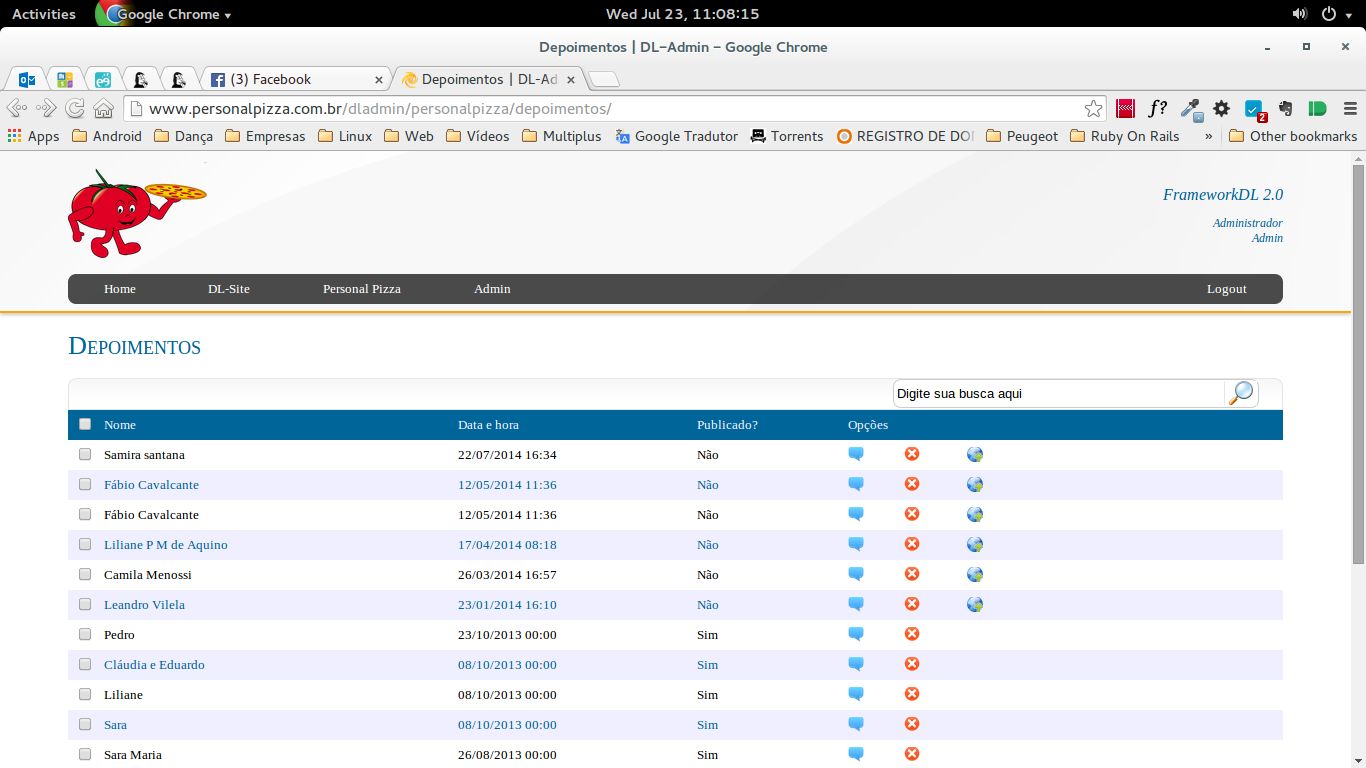 Activities Google Chrome Wed Jul 23, 11:08:15
Depoimentos | DL-Admin - Google Chrome
(3) Facebook Depoimentos | DL-Ad
www.personalpizza.com.br/dladmin/personalpizza/depoimentos/ f? 2
Apps Android Dança Empresas Linux Web Vídeos Multiplus Google Tradutor Torrents REGISTRO DE DOM Peugeot Ruby On Rails » Other bookmarks
FrameworkDL 2.0
Administrador
Admin
Home DL-Site Personal Pizza Admin Logout
Depoimentos
Digite sua busca aqui
Nome Data e hora Publicado? Opções
Samira santana 22/07/2014 16:34 Não
Fábio Cavalcante 12/05/2014 11:36 Não
Fábio Cavalcante 12/05/2014 11:36 Não
Liliane P M de Aquino 17/04/2014 08:18 Não
Camila Menossi 26/03/2014 16:57 Não
Leandro Vilela 23/01/2014 16:10 Não
Pedro 23/10/2013 00:00 Sim
Cláudia e Eduardo 08/10/2013 00:00 Sim
Liliane 08/10/2013 00:00 Sim
Sara 08/10/2013 00:00 Sim
Sara Maria 26/08/2013 00:00 Sim